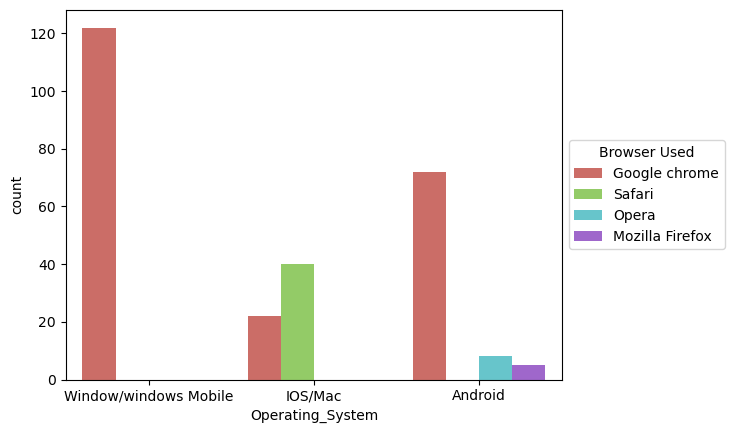 120
100
80
60
40
20
0
count
Window/windows Mobile
IOS/Mac
Android
Operating_System
Browser Used
Google chrome
Safari
Opera
Mozilla Firefox